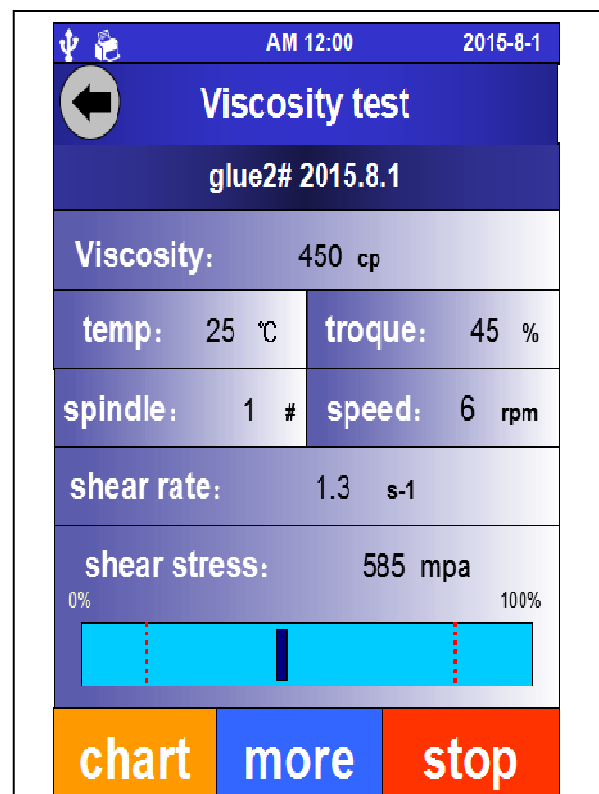 AM 12:00 2015-8-1
Viscosity test
glue2# 2015.8.1
Viscosity: 450 cp
temp: 25 ℃ troque: 45 %
spindle: 1 # speed: 6 rpm
shear rate: 1.3 s-1
shear stress: 585 mpa
0% 100%
chart more stop